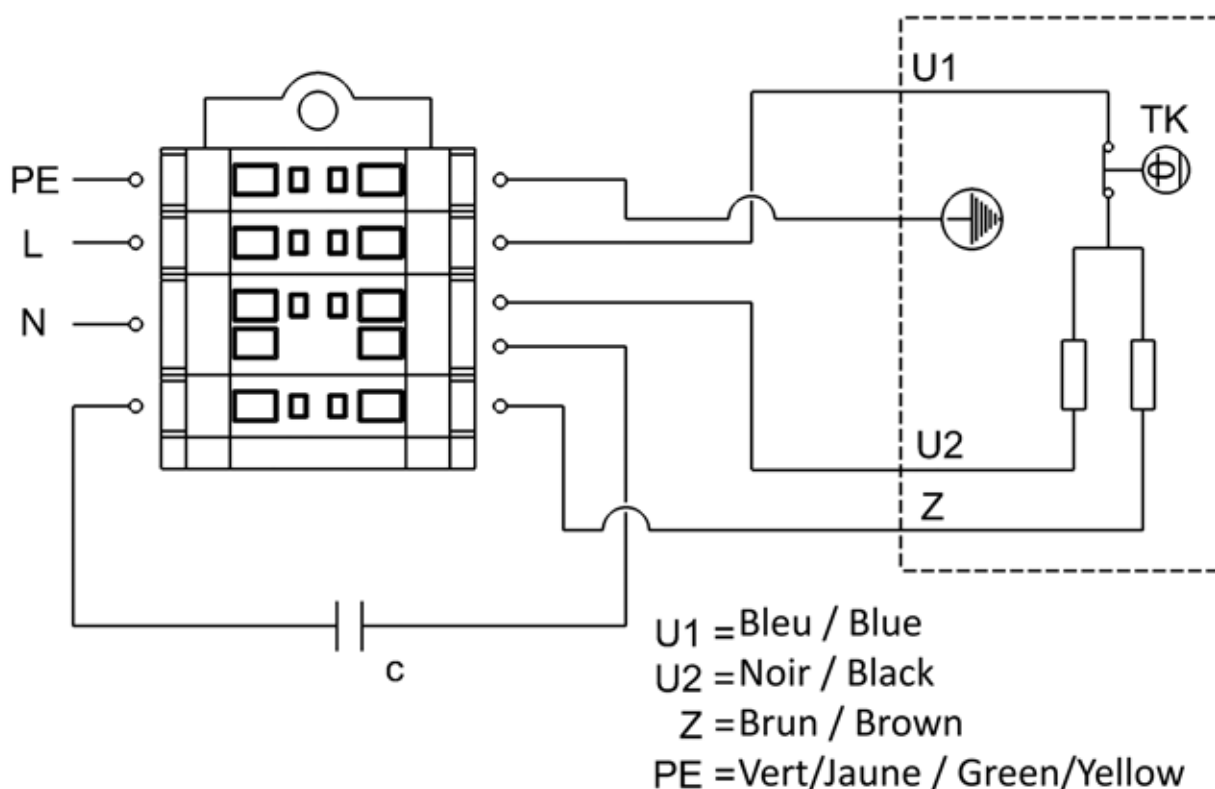 U1
TK
PE
L
N
U2
Z
c
U1 = Bleu / Blue
U2 = Noir / Black
Z = Brun / Brown
PE = Vert/Jaune / Green/Yellow